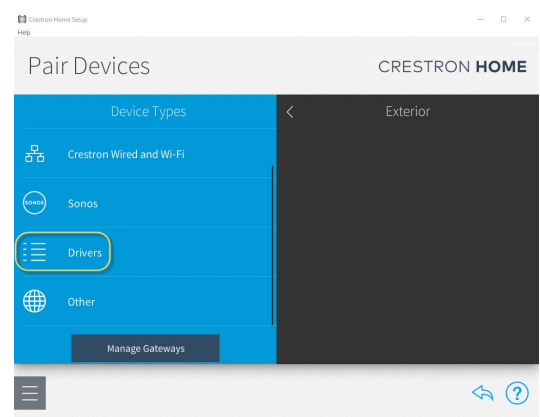 Crestron Home Setup
Help
Pair Devices
CRESTRON HOME
Device Types
Exterior
Crestron Wired and Wi-Fi
SONOS
Sonos
Drivers
Other
Manage Gateways
?